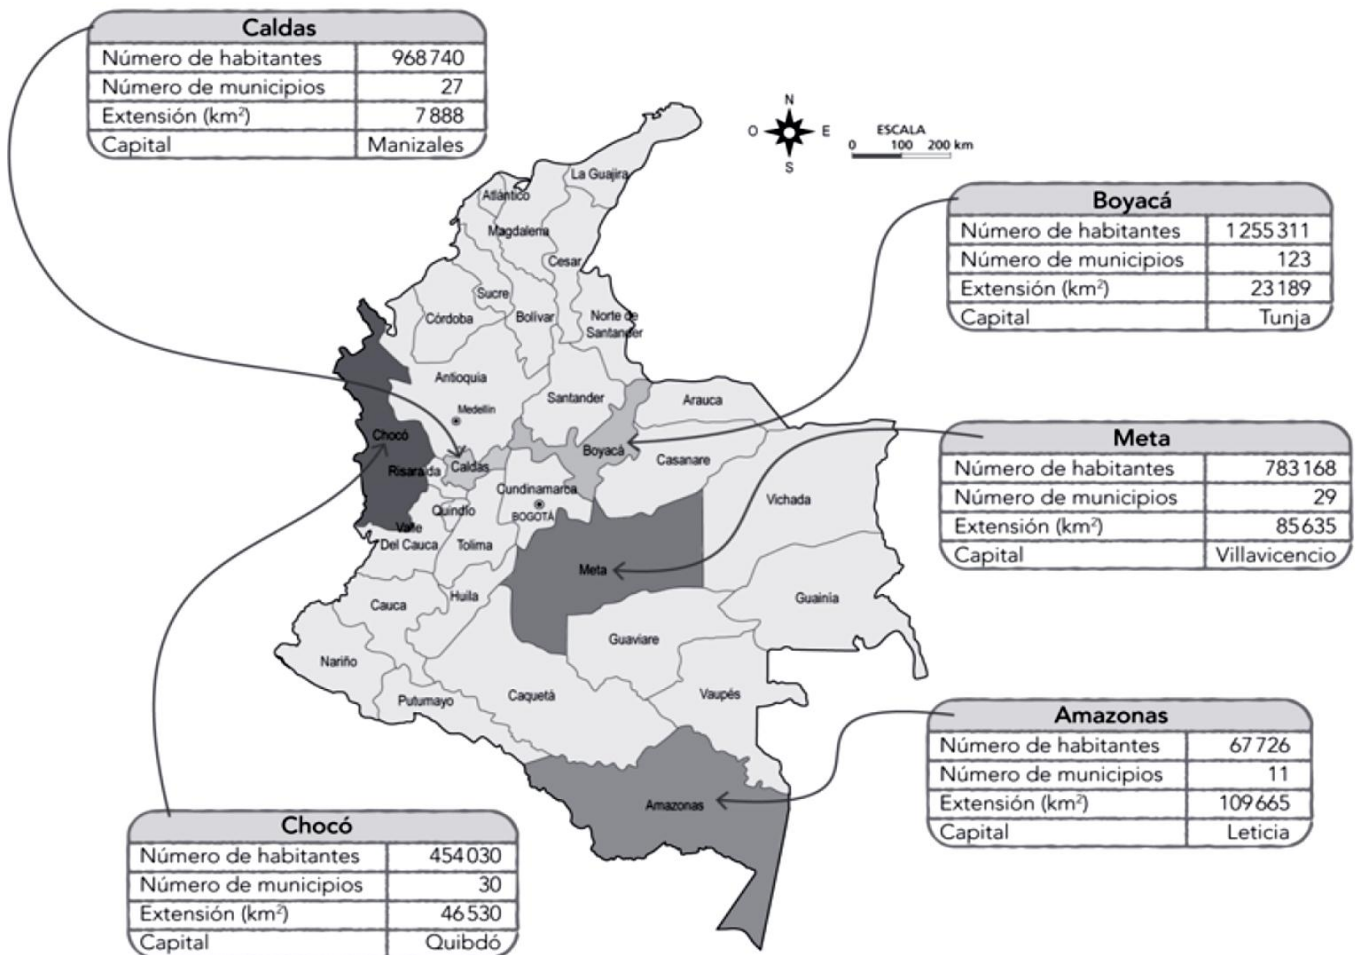 Caldas
Número de habitantes 968 740
Número de municipios 27
Extensión (km²) 7 888
Capital Manizales
N
O E
S
ESCALA
0 100 200 km
Boyacá
Número de habitantes 1 255 311
Número de municipios 123
Extensión (km²) 23 189
Capital Tunja
La Guajira
Atlántico
Magdalena
Cesar
Sucre
Córdoba
Bolívar
Norte de
Santander
Antioquia
Medellín
Santander
Arauca
Chocó
Risaralda
Caldas
Boyacá
Casanare
Cundinamarca
BOGOTÁ
Quindío
Valle
Del Cauca
Tolima
Vichada
Meta
Huila
Cauca
Guainía
Guaviare
Nariño
Putumayo
Caquetá
Vaupés
Amazonas
Meta
Número de habitantes 783 168
Número de municipios 29
Extensión (km²) 85 635
Capital Villavicencio
Amazonas
Número de habitantes 67 726
Número de municipios 11
Extensión (km²) 109 665
Capital Leticia
Chocó
Número de habitantes 454 030
Número de municipios 30
Extensión (km²) 46 530
Capital Quibdó